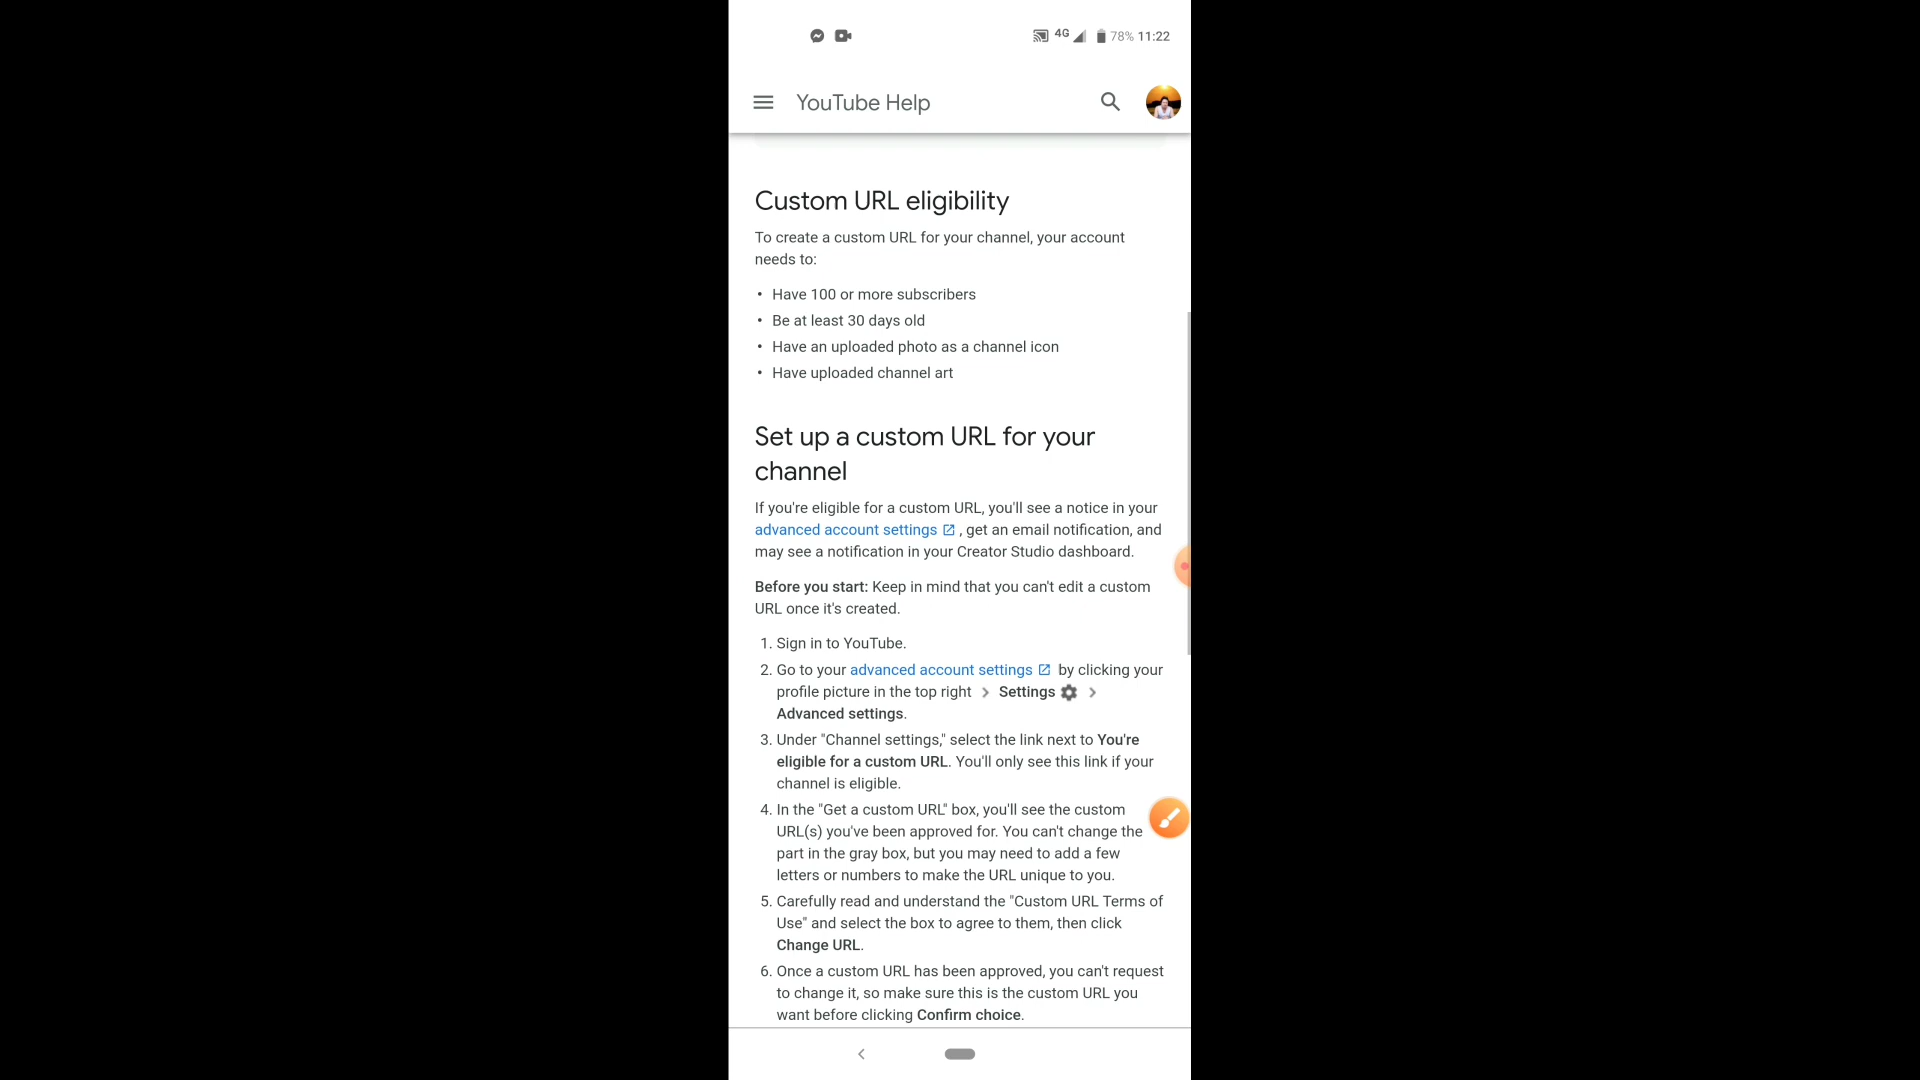 4G 78% 11:22
YouTube Help
Custom URL eligibility
To create a custom URL for your channel, your account
needs to:
• Have 100 or more subscribers
• Be at least 30 days old
• Have an uploaded photo as a channel icon
• Have uploaded channel art
Set up a custom URL for your
channel
If you're eligible for a custom URL, you'll see a notice in your
advanced account settings , get an email notification, and
may see a notification in your Creator Studio dashboard.
Before you start: Keep in mind that you can't edit a custom
URL once it's created.
1. Sign in to YouTube.
2. Go to your advanced account settings by clicking your
profile picture in the top right > Settings >
Advanced settings.
3. Under "Channel settings," select the link next to You're
eligible for a custom URL. You'll only see this link if your
channel is eligible.
4. In the "Get a custom URL" box, you'll see the custom
URL(s) you've been approved for. You can't change the
part in the gray box, but you may need to add a few
letters or numbers to make the URL unique to you.
5. Carefully read and understand the "Custom URL Terms of
Use" and select the box to agree to them, then click
Change URL.
6. Once a custom URL has been approved, you can't request
to change it, so make sure this is the custom URL you
want before clicking Confirm choice.